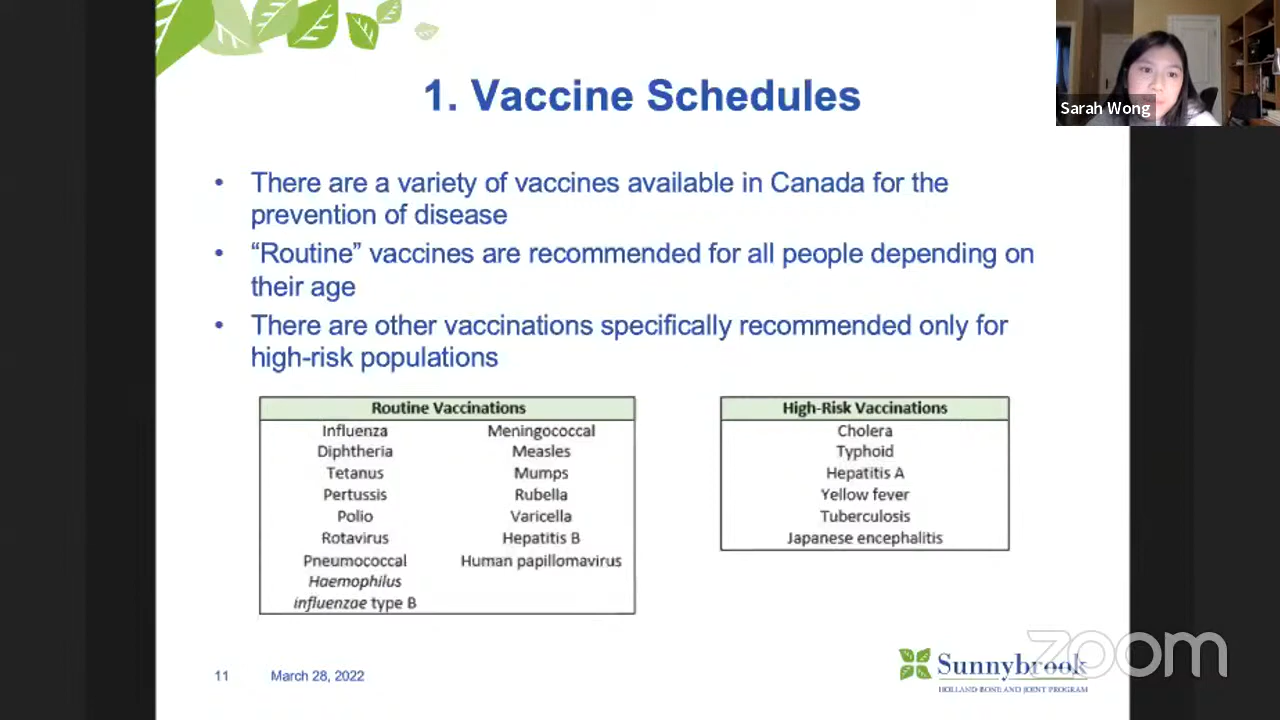 1. Vaccine Schedules
Sarah Wong
• There are a variety of vaccines available in Canada for the
prevention of disease
• “Routine” vaccines are recommended for all people depending on
their age
• There are other vaccinations specifically recommended only for
high-risk populations
Routine Vaccinations
Influenza Meningococcal
Diphtheria Measles
Tetanus Mumps
Pertussis Rubella
Polio Varicella
Rotavirus Hepatitis B
Pneumococcal Human papillomavirus
Haemophilus
influenzae type B
High-Risk Vaccinations
Cholera
Typhoid
Hepatitis A
Yellow fever
Tuberculosis
Japanese encephalitis
11 March 28, 2022
Sunnybrook
HOLLAND BONE AND JOINT PROGRAM
zoom